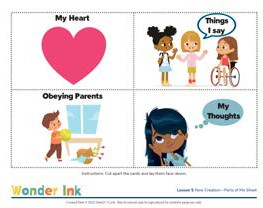 My Heart
Things
I say
Obeying Parents
My
Thoughts
Instructions: Cut apart the cards and lay them face down.
Wonder Ink
Lesson 5 New Creation—Parts of Me Sheet